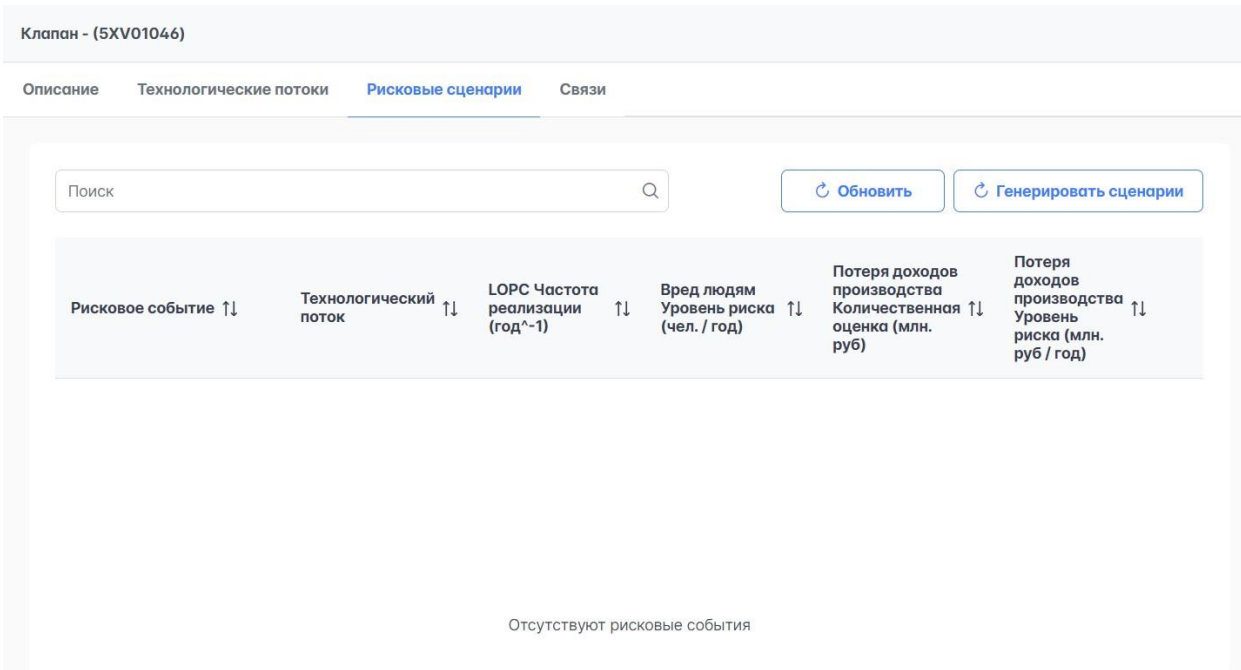 Клапан - (5XV01046)
Описание Технологические потоки Рисковые сценарии Связи
Поиск Обновить Генерировать сценарии
Рисковое событие
Технологический
поток
LOPC Частота
реализации
(год^-1)
Вред людям
Уровень риска
(чел. / год)
Потеря доходов
производства
Количественная
оценка (млн.
руб)
Потеря
доходов
производства
Уровень
риска (млн.
руб / год)
Отсутствуют рисковые события